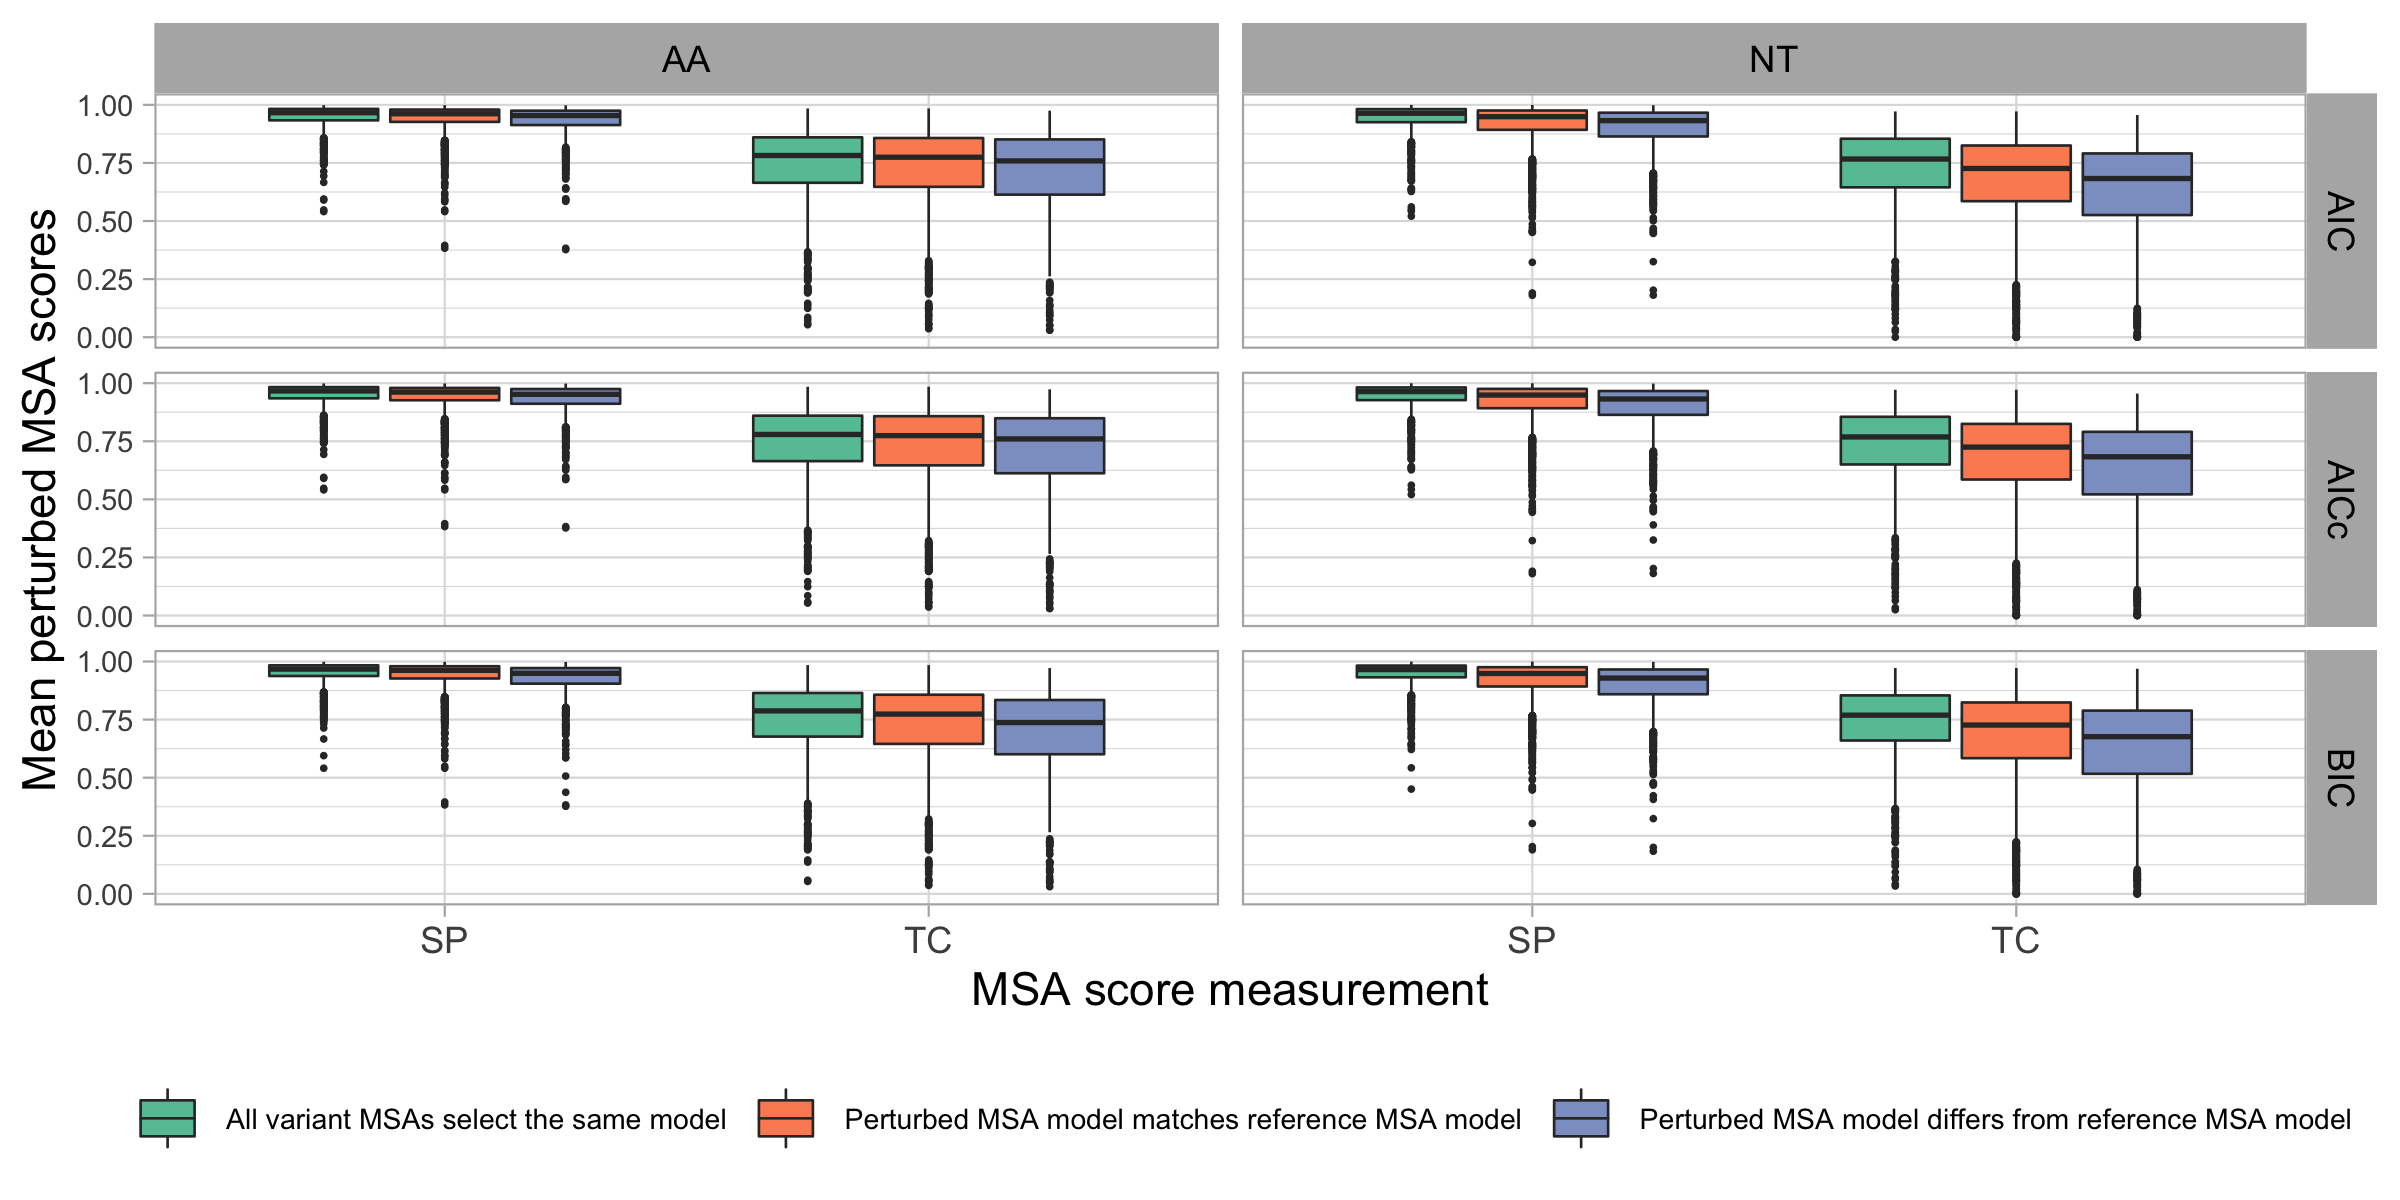 AA
NT
1.00
0.75
0.50
0.25
0.00
AIC
1.00
0.75
0.50
0.25
0.00
AICc
1.00
0.75
0.50
0.25
0.00
BIC
Mean perturbed MSA scores
SP
TC
SP
TC
MSA score measurement
All variant MSAs select the same model
Perturbed MSA model matches reference MSA model
Perturbed MSA model differs from reference MSA model